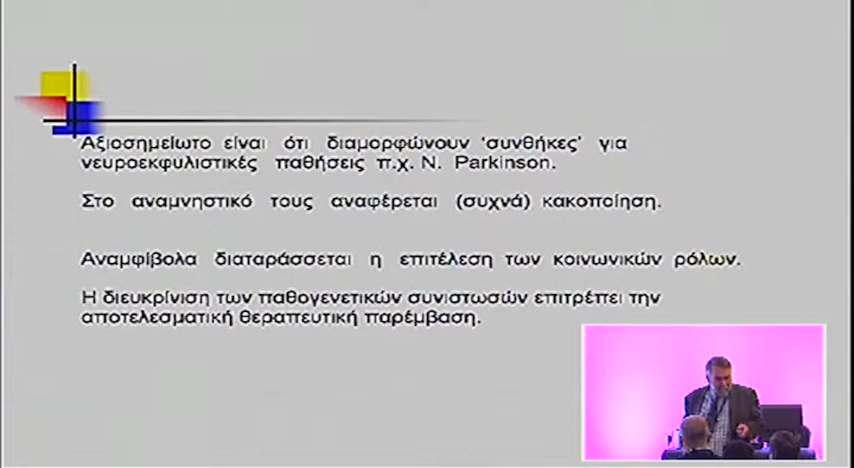 Αξιοσημείωτο είναι ότι διαμορφώνουν 'συνθήκες' για
νευροεκφυλιστικές παθήσεις π.χ. Ν. Parkinson.
Στο αναμνηστικό τους αναφέρεται (συχνά) κακοποίηση.
Αναμφίβολα διαταράσσεται η επιτέλεση των κοινωνικών ρόλων.
Η διευκρίνιση των παθογενετικών συνιστωσών επιτρέπει την
αποτελεσματική θεραπευτική παρέμβαση.